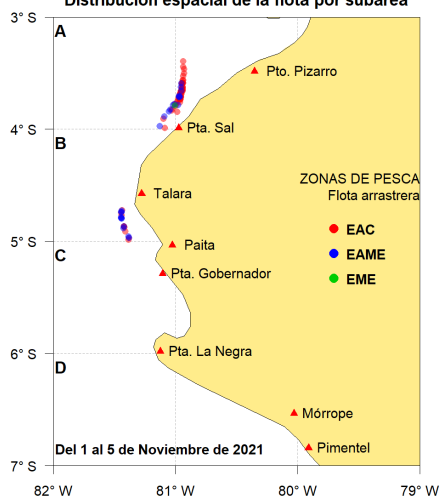 Distribución espacial de la flota por subárea
3° S
A
Pto. Pizarro
4° S
Pta. Sal
B
ZONAS DE PESCA
Flota arrastrera
Talara
EAC
5° S
Paita
EAME
C
Pta. Gobernador
EME
6° S
Pta. La Negra
D
Mórrope
Del 1 al 5 de Noviembre de 2021
Pimentel
7° S
82° W
81° W
80° W
79° W